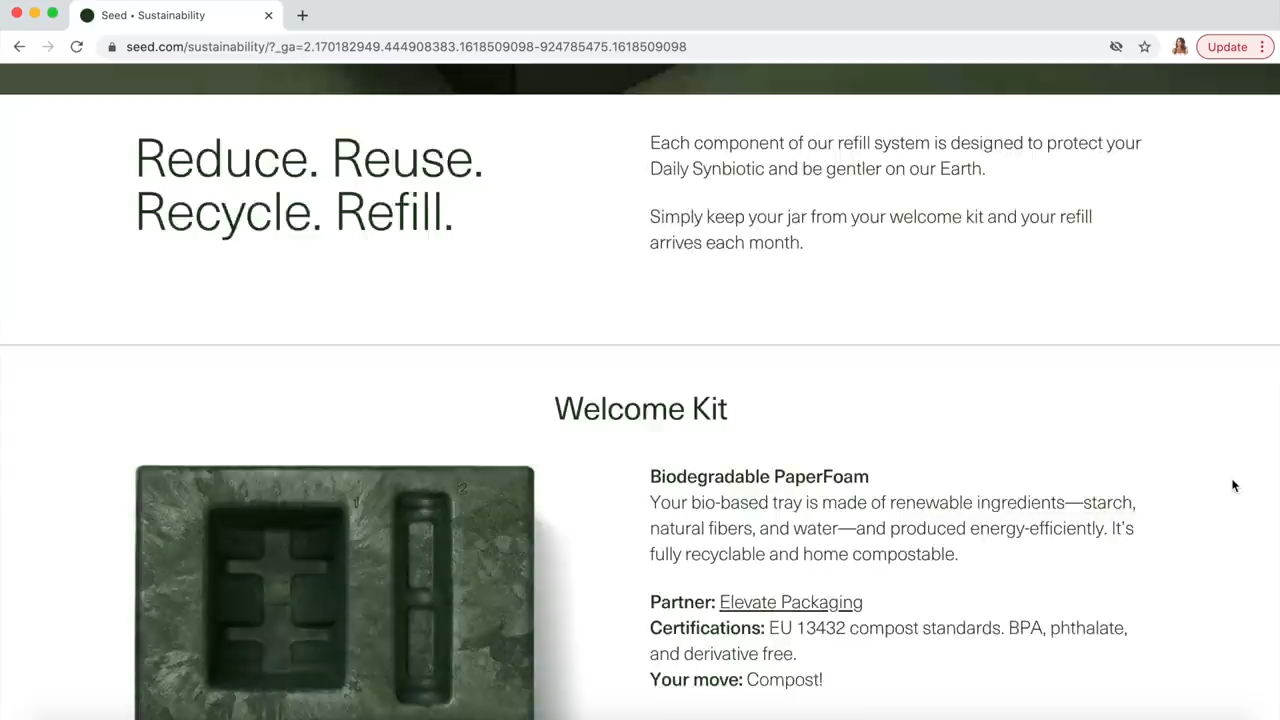 Seed • Sustainability
seed.com/sustainability/?_ga=2.170182949.444908383.1618509098-924785475.1618509098
Update
Reduce. Reuse.
Recycle. Refill.
Each component of our refill system is designed to protect your
Daily Synbiotic and be gentler on our Earth.
Simply keep your jar from your welcome kit and your refill
arrives each month.
Welcome Kit
1
2
Biodegradable PaperFoam
Your bio-based tray is made of renewable ingredients—starch,
natural fibers, and water—and produced energy-efficiently. It's
fully recyclable and home compostable.
Partner: Elevate Packaging
Certifications: EU 13432 compost standards. BPA, phthalate,
and derivative free.
Your move: Compost!